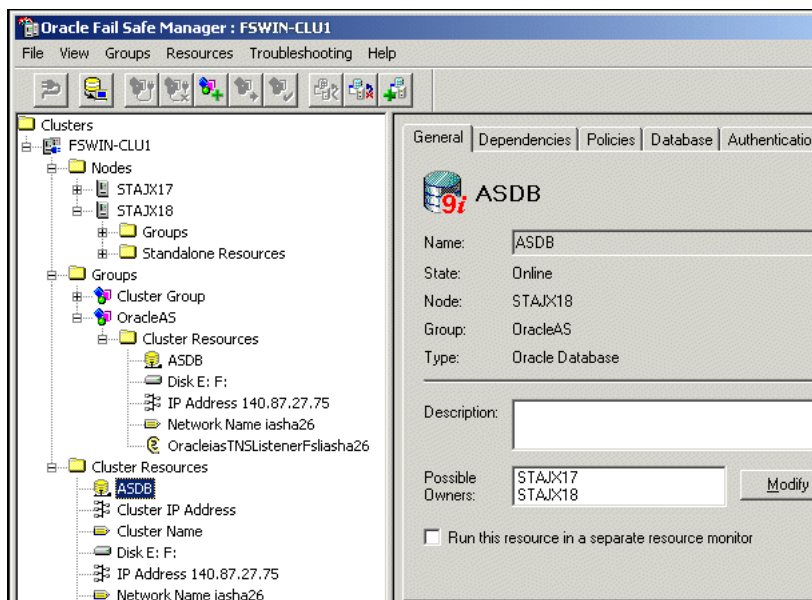 Oracle Fail Safe Manager : FSWIN-CLU1
File View Groups Resources Troubleshooting Help
Clusters
FSWIN-CLU1
Nodes
STAJX17
STAJX18
Groups
Standalone Resources
Groups
Cluster Group
OracleAS
Cluster Resources
ASDB
Disk E: F:
IP Address 140.87.27.75
Network Name iasha26
OracleiasTNSListenerFsliasha26
Cluster Resources
ASDB
Cluster IP Address
Cluster Name
Disk E: F:
IP Address 140.87.27.75
Network Name iasha26
General Dependencies Policies Database Authenticatio
9i ASDB
Name: ASDB
State: Online
Node: STAJX18
Group: OracleAS
Type: Oracle Database
Description:
Possible Owners:
STAJX17
STAJX18
Modify
Run this resource in a separate resource monitor